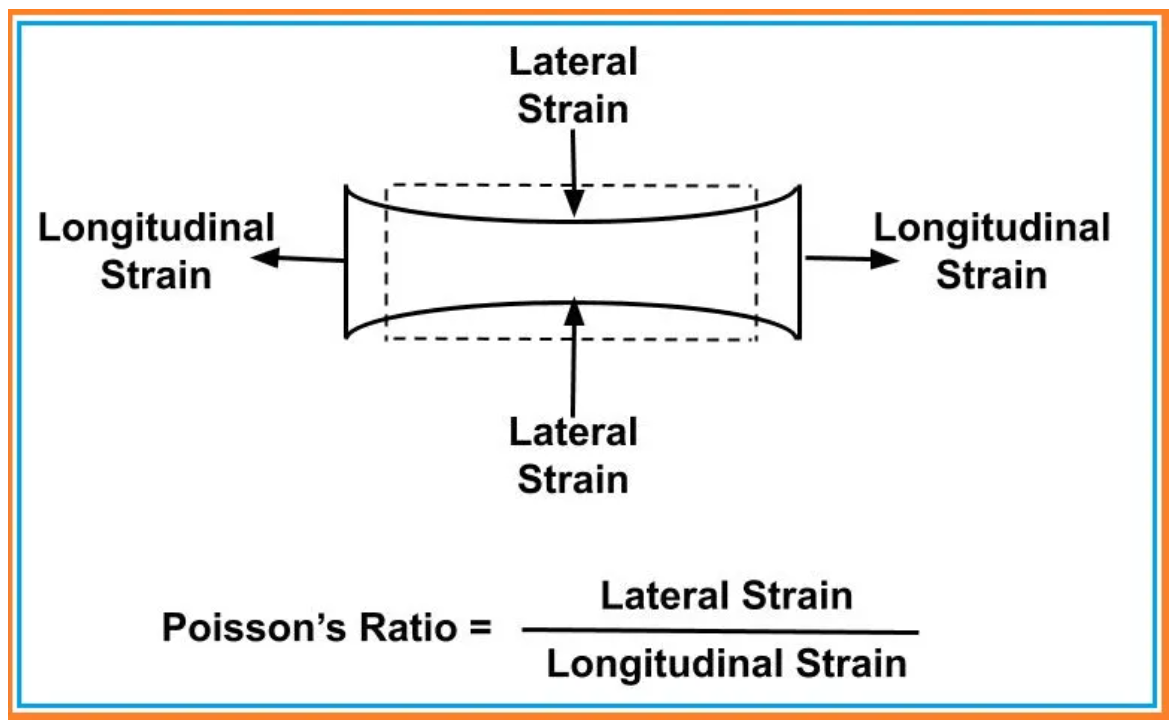 Lateral
Strain
Longitudinal
Strain
Longitudinal
Strain
Lateral
Strain
Poisson’s Ratio =
Lateral Strain
Longitudinal Strain